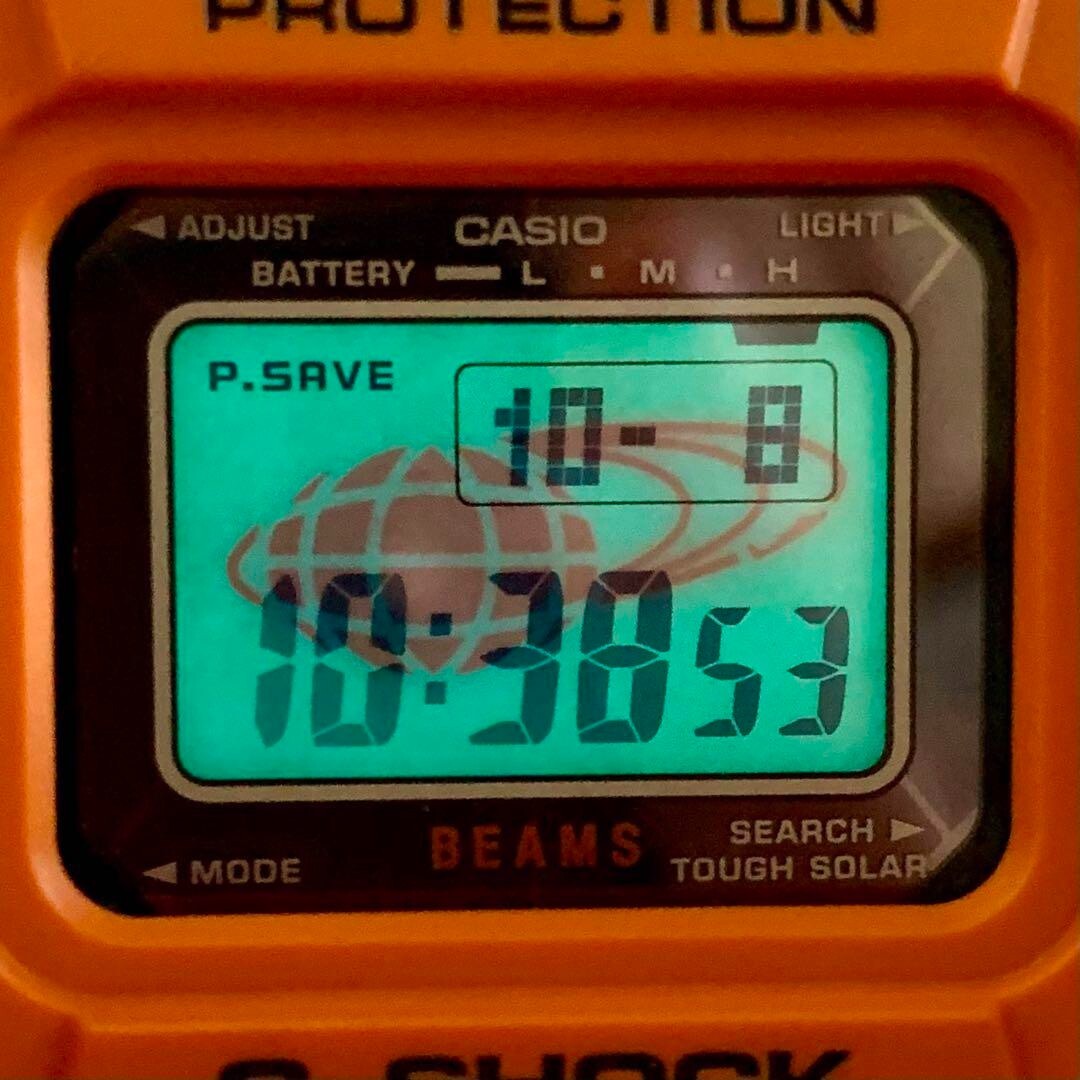 PROTECTION
ADJUST CASIO LIGHT
BATTERY L M H
P.SAVE
10- 8
10:38 53
BEAMS SEARCH
MODE TOUGH SOLAR
G-SHOCK